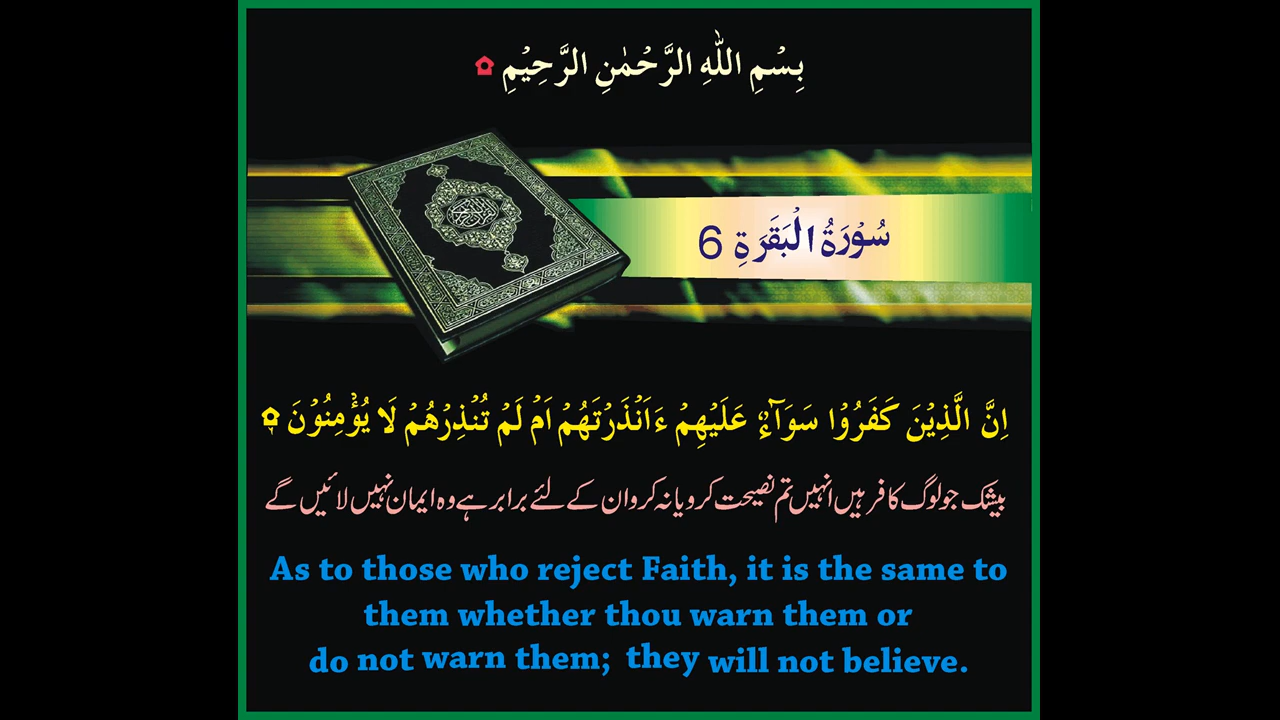 بِسْمِ اللّٰهِ الرَّحْمٰنِ الرَّحِيْمِ
سُوْرَةُ الْبَقَرَةِ 6
اِنَّ الَّذِيْنَ كَفَرُوْا سَوَآءٌ عَلَيْهِمْ ءَاَنْذَرْتَهُمْ اَمْ لَمْ تُنْذِرْهُمْ لَا يُؤْمِنُوْنَ
بیشک جو لوگ کافر ہیں انہیں تم نصیحت کرو یا نہ کرو ان کے لئے برابر ہے وہ ایمان نہیں لائیں گے
As to those who reject Faith, it is the same to
them whether thou warn them or
do not warn them; they will not believe.